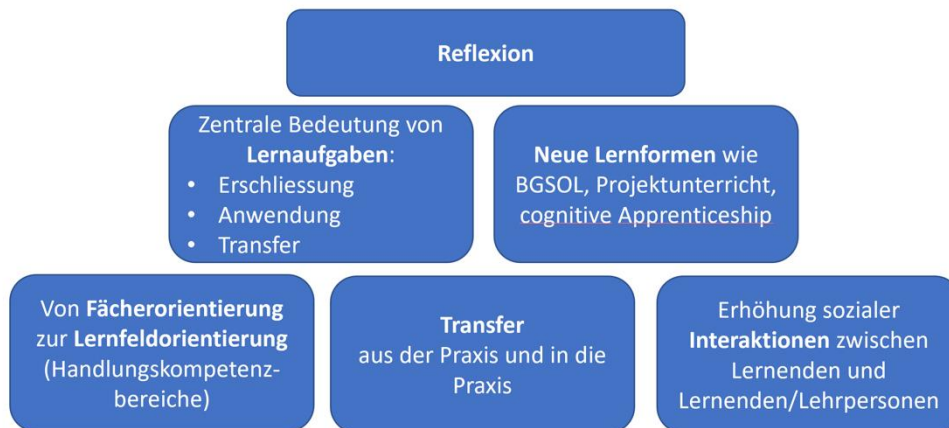 Reflexion
Zentrale Bedeutung von
Lernaufgaben:
• Erschliessung
• Anwendung
• Transfer
Neue Lernformen wie
BGSOL, Projektunterricht,
cognitive Apprenticeship
Von Fächerorientierung
zur Lernfeldorientierung
(Handlungskompetenz-
bereiche)
Transfer
aus der Praxis und in die
Praxis
Erhöhung sozialer
Interaktionen zwischen
Lernenden und
Lernenden/Lehrpersonen